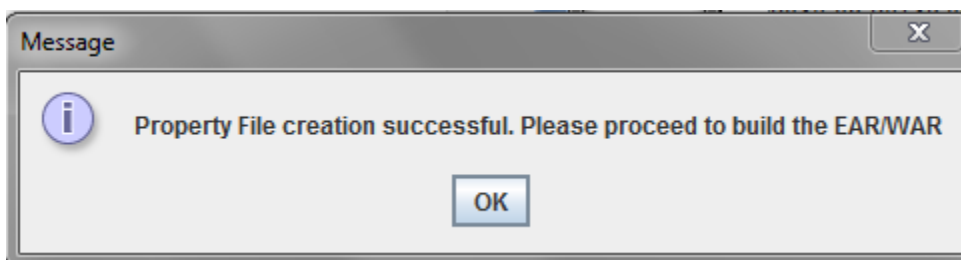 Message
Property File creation successful. Please proceed to build the EAR/WAR
OK